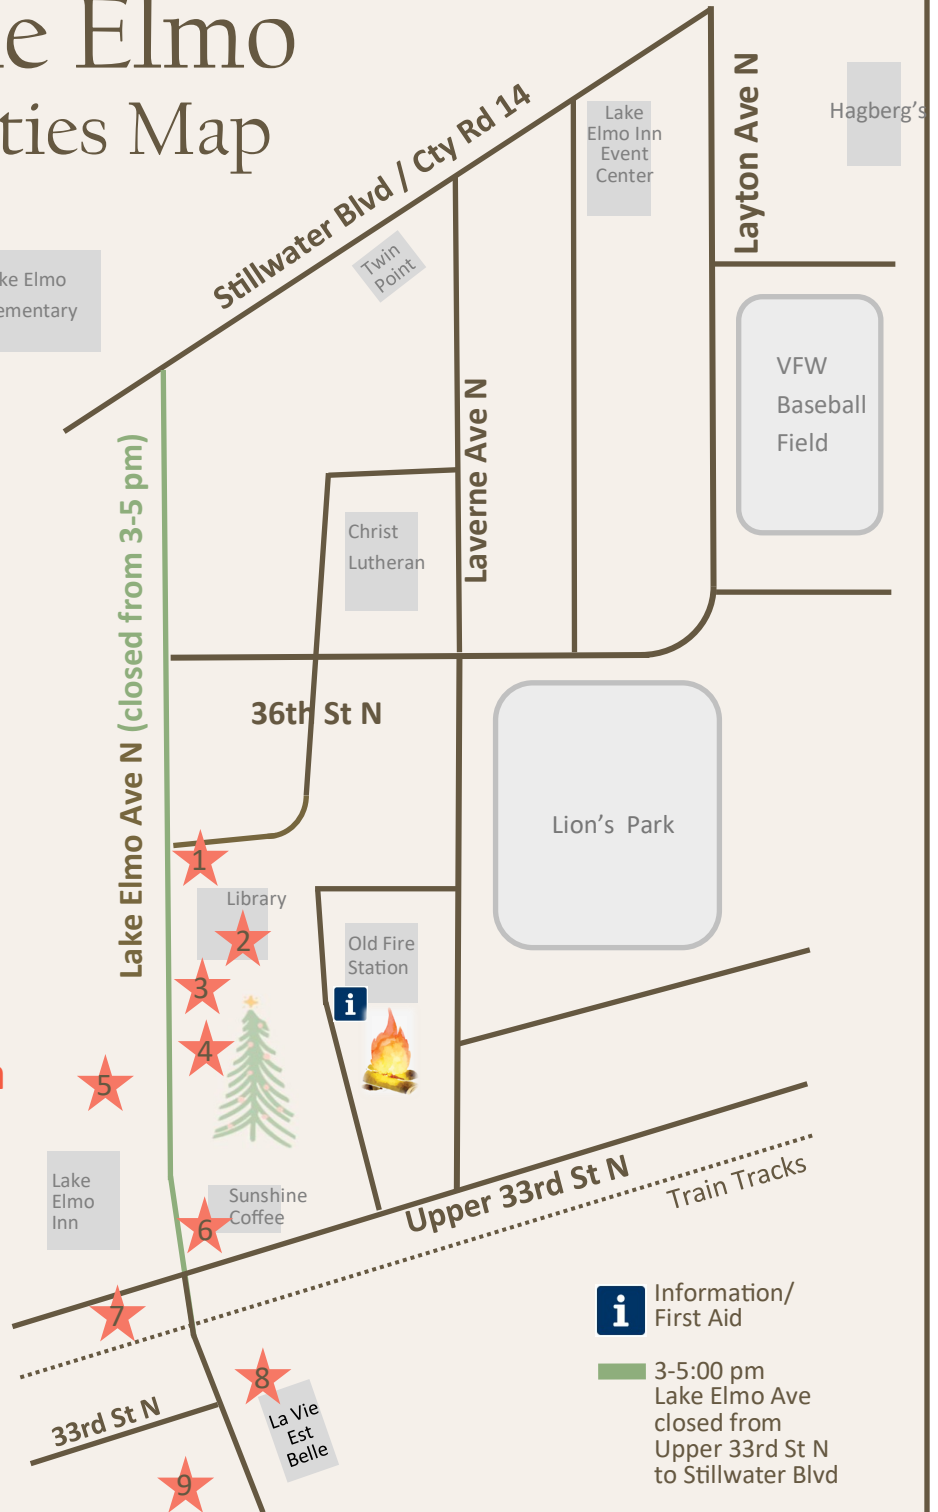 e Elmo
ties Map
Stillwater Blvd / Cty Rd 14
Layton Ave N
Hagberg's
Lake
Elmo Inn
Event
Center
Twin
Point
ke Elmo
ementary
VFW
Baseball
Field
Laverne Ave N
Lake Elmo Ave N (closed from 3-5 pm)
Christ
Lutheran
36th St N
Lion's Park
1
Library
2
3
4
5
Old Fire
Station
i
Lake
Elmo
Inn
Sunshine
Coffee
6
Upper 33rd St N
Train Tracks
7
8
La Vie
Est
Belle
33rd St N
9
i
Information/
First Aid
3-5:00 pm
Lake Elmo Ave
closed from
Upper 33rd St N
to Stillwater Blvd